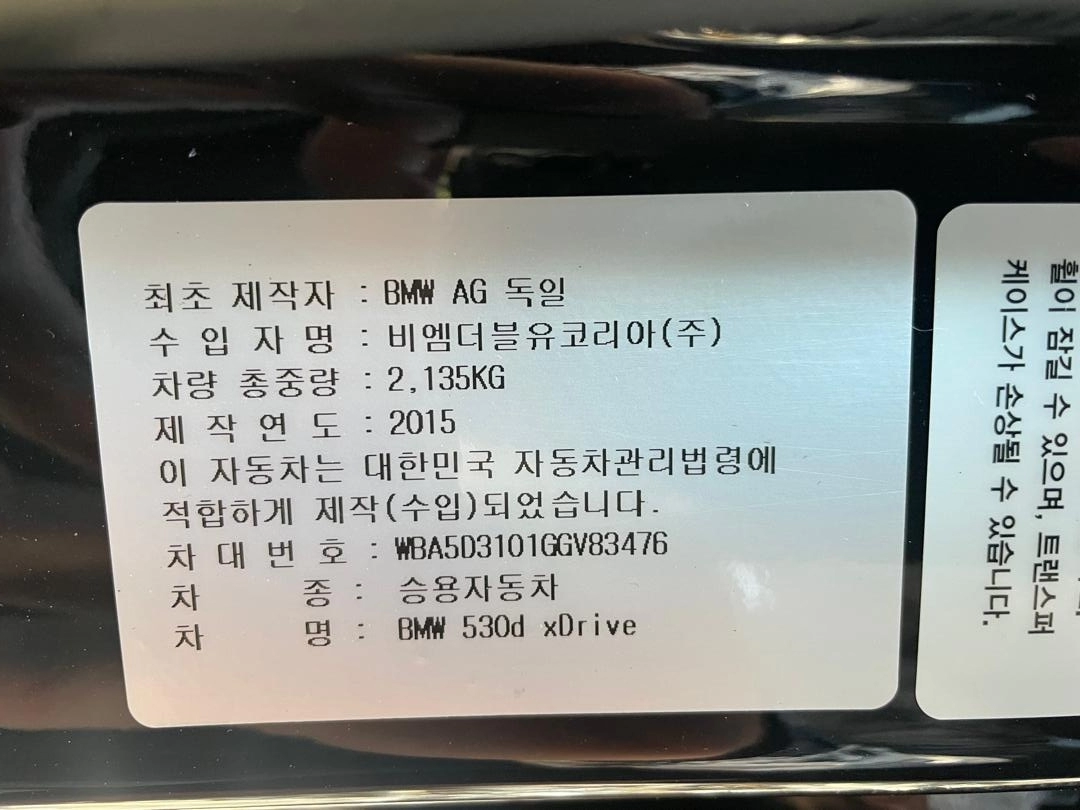 최초 제작자 : BMW AG 독일
수 입 자 명 : 비엠더블유코리아(주)
차량 총중량 : 2,135KG
제 작 연 도 : 2015
이 자동차는 대한민국 자동차관리법령에
적합하게 제작(수입)되었습니다.
차 대 번 호 : WBA5D3101GGV83476
차 종 : 승용자동차
차 명 : BMW 530d xDrive
휠이 잠길 수 있으며, 트랜스퍼
케이스가 손상될 수 있습니다.